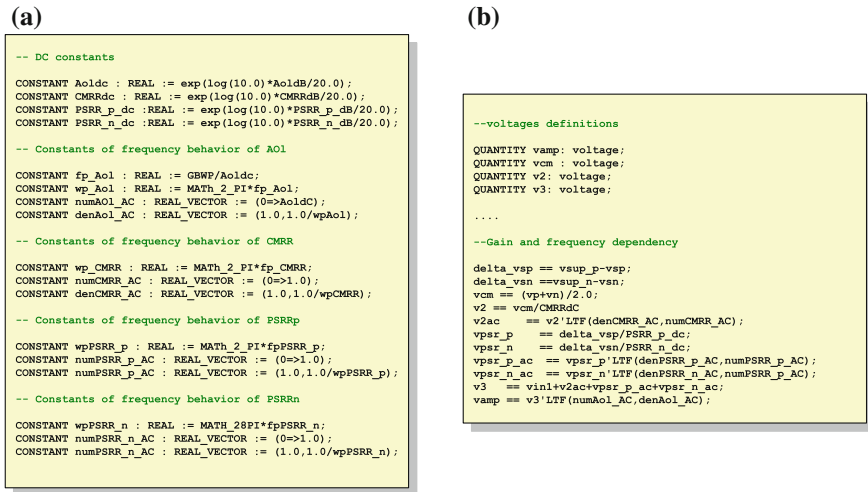 (a)
-- DC constants
CONSTANT Aoldc : REAL := exp(log(10.0)*AoldB/20.0);
CONSTANT CMRRdc : REAL := exp(log(10.0)*CMRRdB/20.0);
CONSTANT PSRR_p_dc :REAL := exp(log(10.0)*PSRR_p_dB/20.0);
CONSTANT PSRR_n_dc :REAL := exp(log(10.0)*PSRR_n_dB/20.0);
-- Constants of frequency behavior of AOl
CONSTANT fp_Aol : REAL := GBWP/Aoldc;
CONSTANT wp_Aol : REAL := MATh_2_PI*fp_Aol;
CONSTANT numAOl_AC : REAL_VECTOR := (0=>AoldC);
CONSTANT denAol_AC : REAL_VECTOR := (1.0,1.0/wpAol);
-- Constants of frequency behavior of CMRR
CONSTANT wp_CMRR : REAL := MATh_2_PI*fp_CMRR;
CONSTANT numCMRR_AC : REAL_VECTOR := (0=>1.0);
CONSTANT denCMRR_AC : REAL_VECTOR := (1.0,1.0/wpCMRR);
-- Constants of frequency behavior of PSRRp
CONSTANT wpPSRR_p : REAL := MATh_2_PI*fpPSRR_p;
CONSTANT numPSRR_p_AC : REAL_VECTOR := (0=>1.0);
CONSTANT numPSRR_p_AC : REAL_VECTOR := (1.0,1.0/wpPSRR_p);
-- Constants of frequency behavior of PSRRn
CONSTANT wpPSRR_n : REAL := MATH_28PI*fpPSRR_n;
CONSTANT numPSRR_n_AC : REAL_VECTOR := (0=>1.0);
CONSTANT numPSRR_n_AC : REAL_VECTOR := (1.0,1.0/wpPSRR_n);
(b)
--voltages definitions
QUANTITY vamp: voltage;
QUANTITY vcm : voltage;
QUANTITY v2: voltage;
QUANTITY v3: voltage;
....
--Gain and frequency dependency
delta_vsp == vsup_p-vsp;
delta_vsn ==vsup_n-vsn;
vcm == (vp+vn)/2.0;
v2 == vcm/CMRRdC
v2ac == v2'LTF(denCMRR_AC,numCMRR_AC);
vpsr_p == delta_vsp/PSRR_p_dc;
vpsr_n == delta_vsn/PSRR_n_dc;
vpsr_p_ac == vpsr_p'LTF(denPSRR_p_AC,numPSRR_p_AC);
vpsr_n_ac == vpsr_n'LTF(denPSRR_n_AC,numPSRR_p_AC);
v3 == vin1+v2ac+vpsr_p_ac+vpsr_n_ac;
vamp == v3'LTF(numAol_AC,denAol_AC);